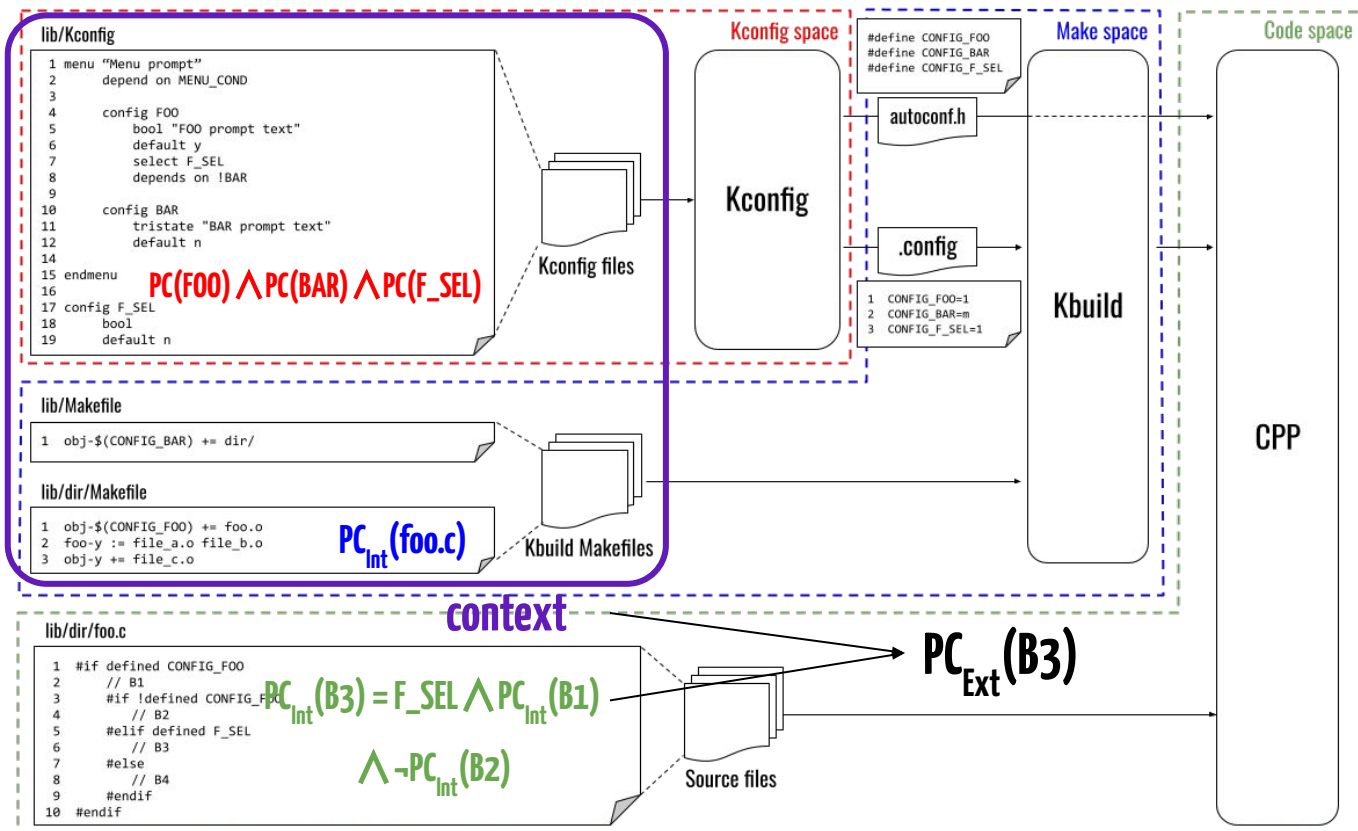 lib/Kconfig
1 menu “Menu prompt”
2 depend on MENU_COND
3
4 config FOO
5 bool "FOO prompt text"
6 default y
7 select F_SEL
8 depends on !BAR
9
10 config BAR
11 tristate "BAR prompt text"
12 default n
14
15 endmenu
16
17 config F_SEL
18 bool
19 default n
PC(FOO) ⋀ PC(BAR) ⋀ PC(F_SEL)
Kconfig files
Kconfig space
Kconfig
#define CONFIG_FOO
#define CONFIG_BAR
#define CONFIG_F_SEL
autoconf.h
.config
1 CONFIG_FOO=1
2 CONFIG_BAR=m
3 CONFIG_F_SEL=1
Make space
Kbuild
Code space
CPP
lib/Makefile
1 obj-$(CONFIG_BAR) += dir/
lib/dir/Makefile
1 obj-$(CONFIG_FOO) += foo.o
2 foo-y := file_a.o file_b.o
3 obj-y += file_c.o
PC_Int(foo.c)
Kbuild Makefiles
context
lib/dir/foo.c
1 #if defined CONFIG_FOO
2 // B1
3 #if !defined CONFIG_FOO
4 // B2
5 #elif defined F_SEL
6 // B3
7 #else
8 // B4
9 #endif
10 #endif
PC_Int(B3) = F_SEL ⋀ PC_Int(B1)
⋀ ¬PC_Int(B2)
Source files
PC_Ext(B3)